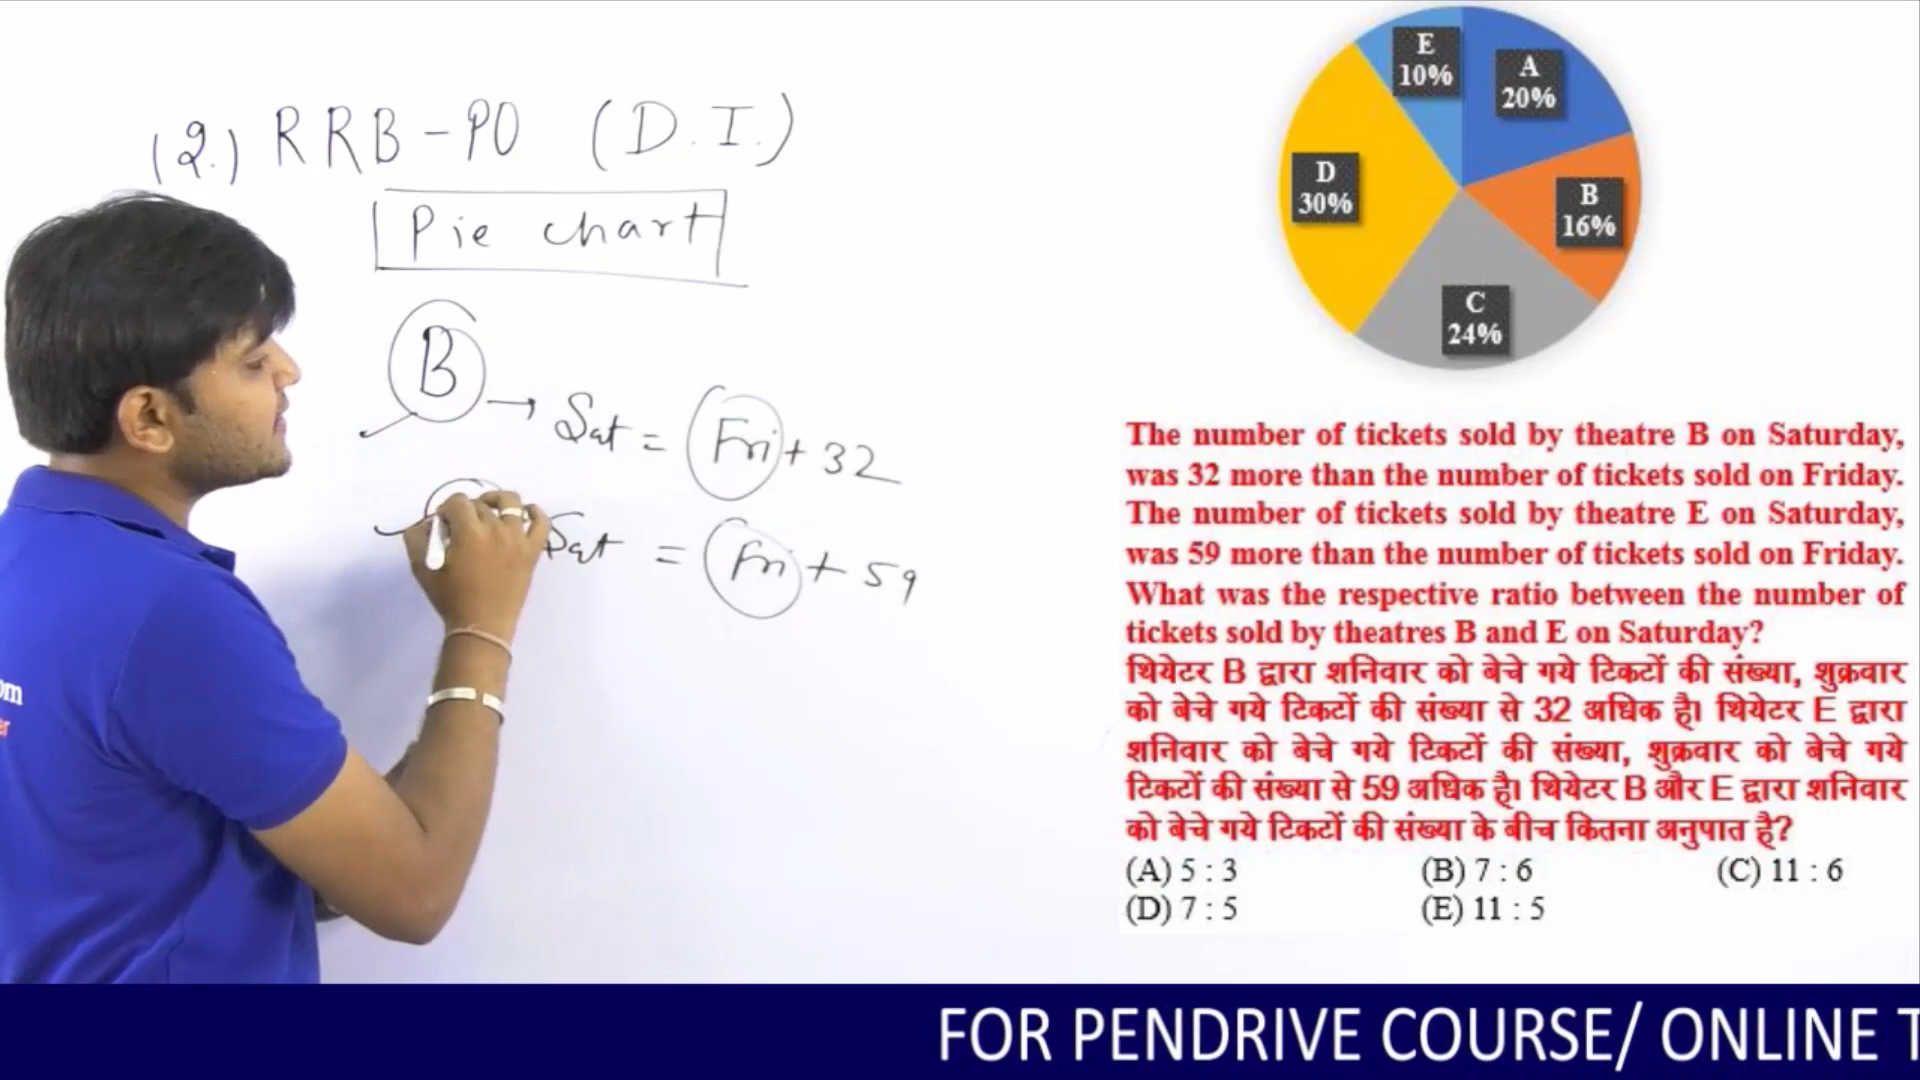 (2.) RRB-PO (D.I.)
Pie chart
B → Sat = Fri + 32
Sat = Fri + 59
E
10%
A
20%
D
30%
B
16%
C
24%
The number of tickets sold by theatre B on Saturday,
was 32 more than the number of tickets sold on Friday.
The number of tickets sold by theatre E on Saturday,
was 59 more than the number of tickets sold on Friday.
What was the respective ratio between the number of
tickets sold by theatres B and E on Saturday?
थियेटर B द्वारा शनिवार को बेचे गये टिकटों की संख्या, शुक्रवार
को बेचे गये टिकटों की संख्या से 32 अधिक है। थियेटर E द्वारा
शनिवार को बेचे गये टिकटों की संख्या, शुक्रवार को बेचे गये
टिकटों की संख्या से 59 अधिक है। थियेटर B और E द्वारा शनिवार
को बेचे गये टिकटों की संख्या के बीच कितना अनुपात है?
(A) 5 : 3 (B) 7 : 6 (C) 11 : 6
(D) 7 : 5 (E) 11 : 5
om
er
FOR PENDRIVE COURSE/ ONLINE T